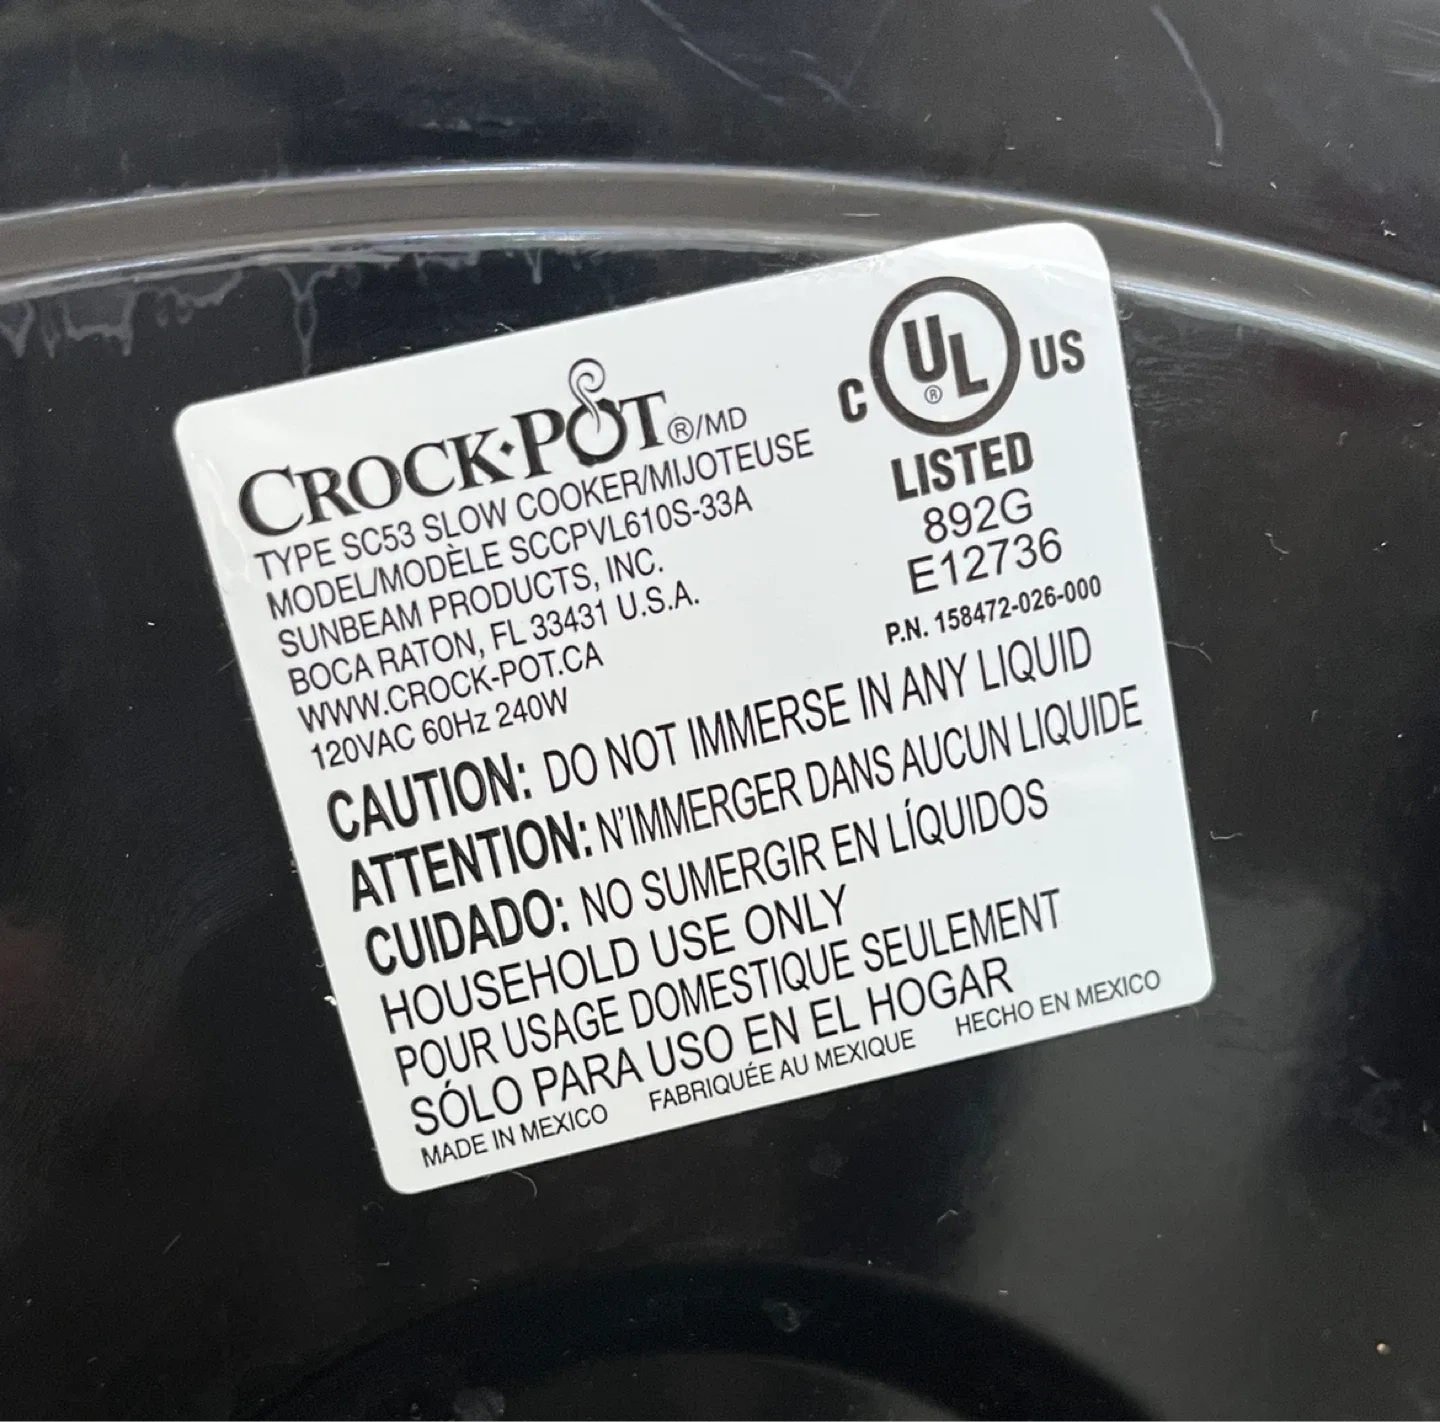 CROCK·POT®/MD
TYPE SC53 SLOW COOKER/MIJOTEUSE
MODEL/MODÈLE SCCPVL610S-33A
SUNBEAM PRODUCTS, INC.
BOCA RATON, FL 33431 U.S.A.
WWW.CROCK-POT.CA
120VAC 60Hz 240W
C UL® US
LISTED
892G
E12736
P.N. 158472-026-000
CAUTION: DO NOT IMMERSE IN ANY LIQUID
ATTENTION: N'IMMERGER DANS AUCUN LIQUIDE
CUIDADO: NO SUMERGIR EN LÍQUIDOS
HOUSEHOLD USE ONLY
POUR USAGE DOMESTIQUE SEULEMENT
SÓLO PARA USO EN EL HOGAR
MADE IN MEXICO FABRIQUÉE AU MEXIQUE HECHO EN MEXICO